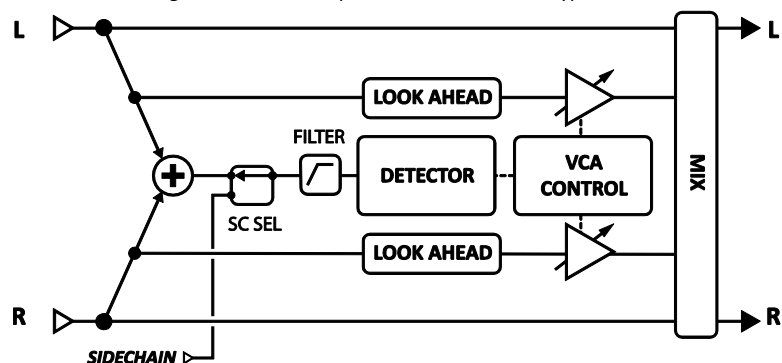 L
L
LOOK AHEAD
FILTER
DETECTOR
VCA
CONTROL
MIX
SC SEL
LOOK AHEAD
R
R
SIDECHAIN